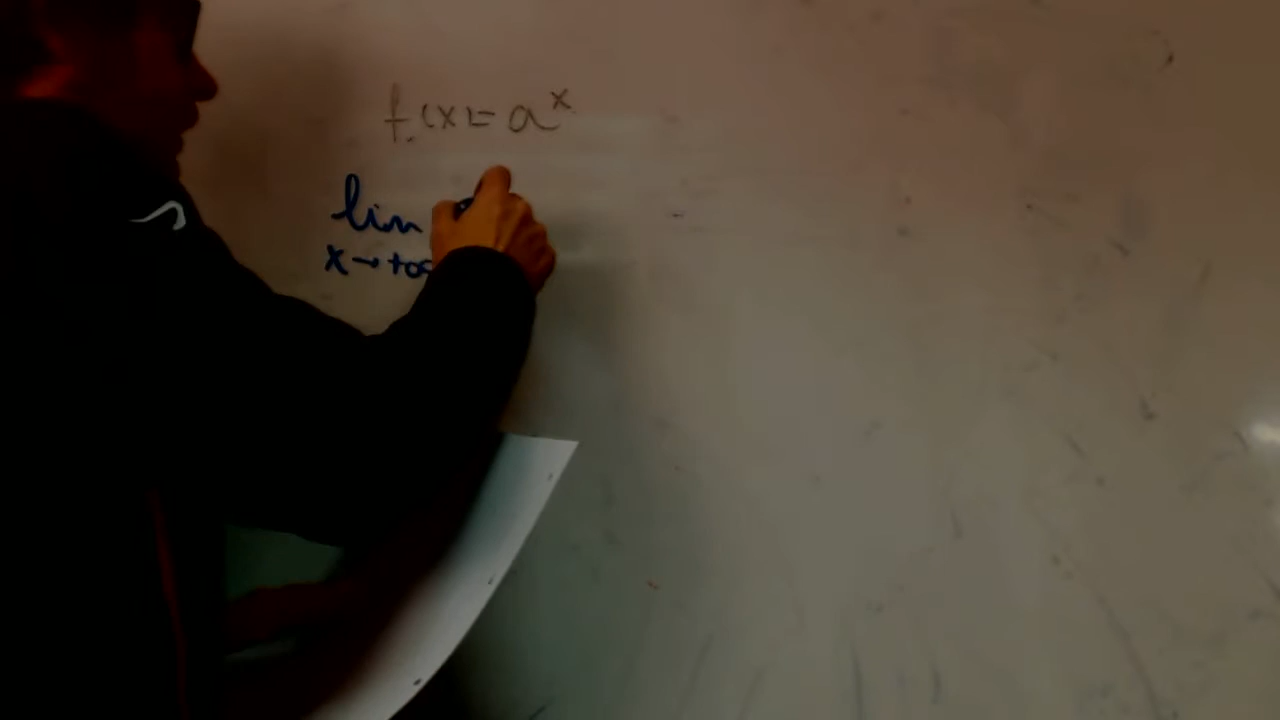 f(x)= a^x
lim
x→+∞